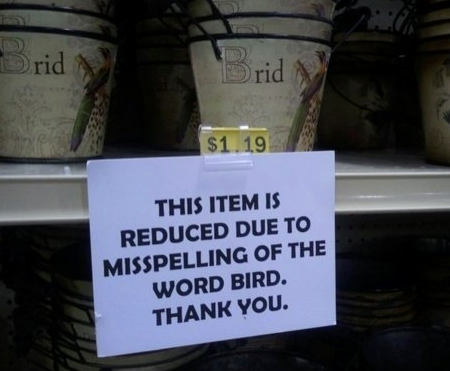 Brid
Brid
$1.19
THIS ITEM IS
REDUCED DUE TO
MISSPELLING OF THE
WORD BIRD.
THANK YOU.